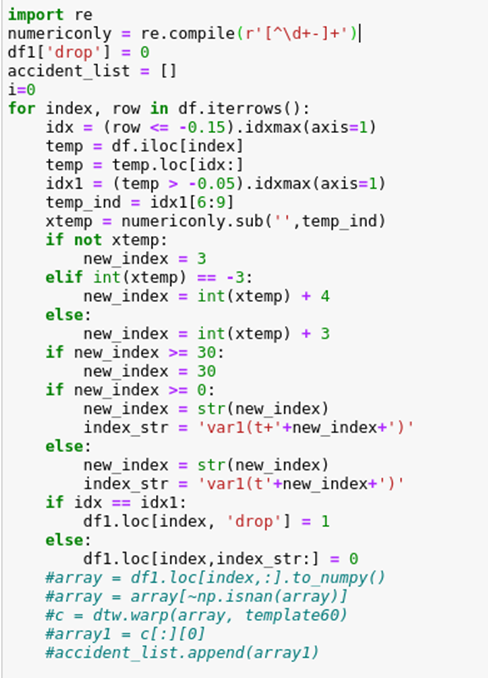 import re
numericonly = re.compile(r'[^\d+-]+')
df1['drop'] = 0
accident_list = []
i=0
for index, row in df.iterrows():
    idx = (row <= -0.15).idxmax(axis=1)
    temp = df.iloc[index]
    temp = temp.loc[idx:]
    idx1 = (temp > -0.05).idxmax(axis=1)
    temp_ind = idx1[6:9]
    xtemp = numericonly.sub('',temp_ind)
    if not xtemp:
        new_index = 3
    elif int(xtemp) == -3:
        new_index = int(xtemp) + 4
    else:
        new_index = int(xtemp) + 3
    if new_index >= 30:
        new_index = 30
    if new_index >= 0:
        new_index = str(new_index)
        index_str = 'var1(t+'+new_index+')'
    else:
        new_index = str(new_index)
        index_str = 'var1(t'+new_index+')'
    if idx == idx1:
        df1.loc[index, 'drop'] = 1
    else:
        df1.loc[index,index_str:] = 0
    #array = df1.loc[index,:].to_numpy()
    #array = array[~np.isnan(array)]
    #c = dtw.warp(array, template60)
    #array1 = c[:][0]
    #accident_list.append(array1)